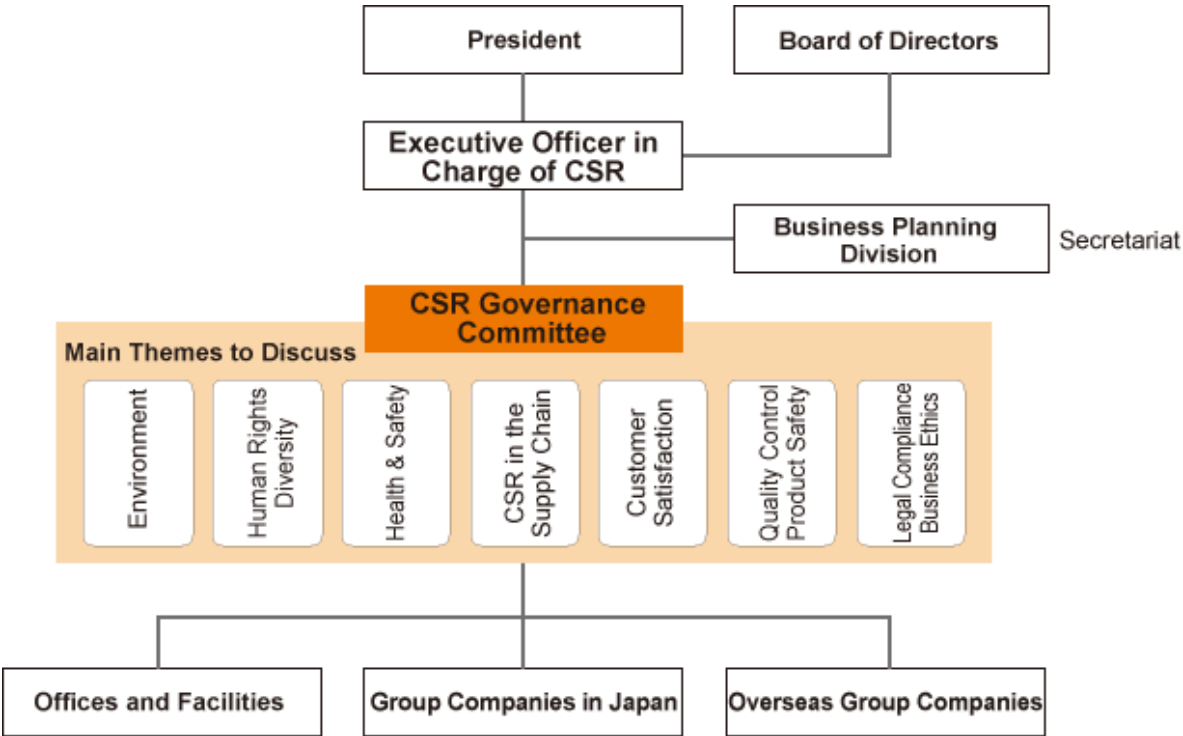 President
Board of Directors
Executive Officer in
Charge of CSR
Business Planning
Division
Secretariat
CSR Governance
Committee
Main Themes to Discuss
Environment
Human Rights
Diversity
Health & Safety
CSR in the
Supply Chain
Customer
Satisfaction
Quality Control
Product Safety
Legal Compliance
Business Ethics
Offices and Facilities
Group Companies in Japan
Overseas Group Companies